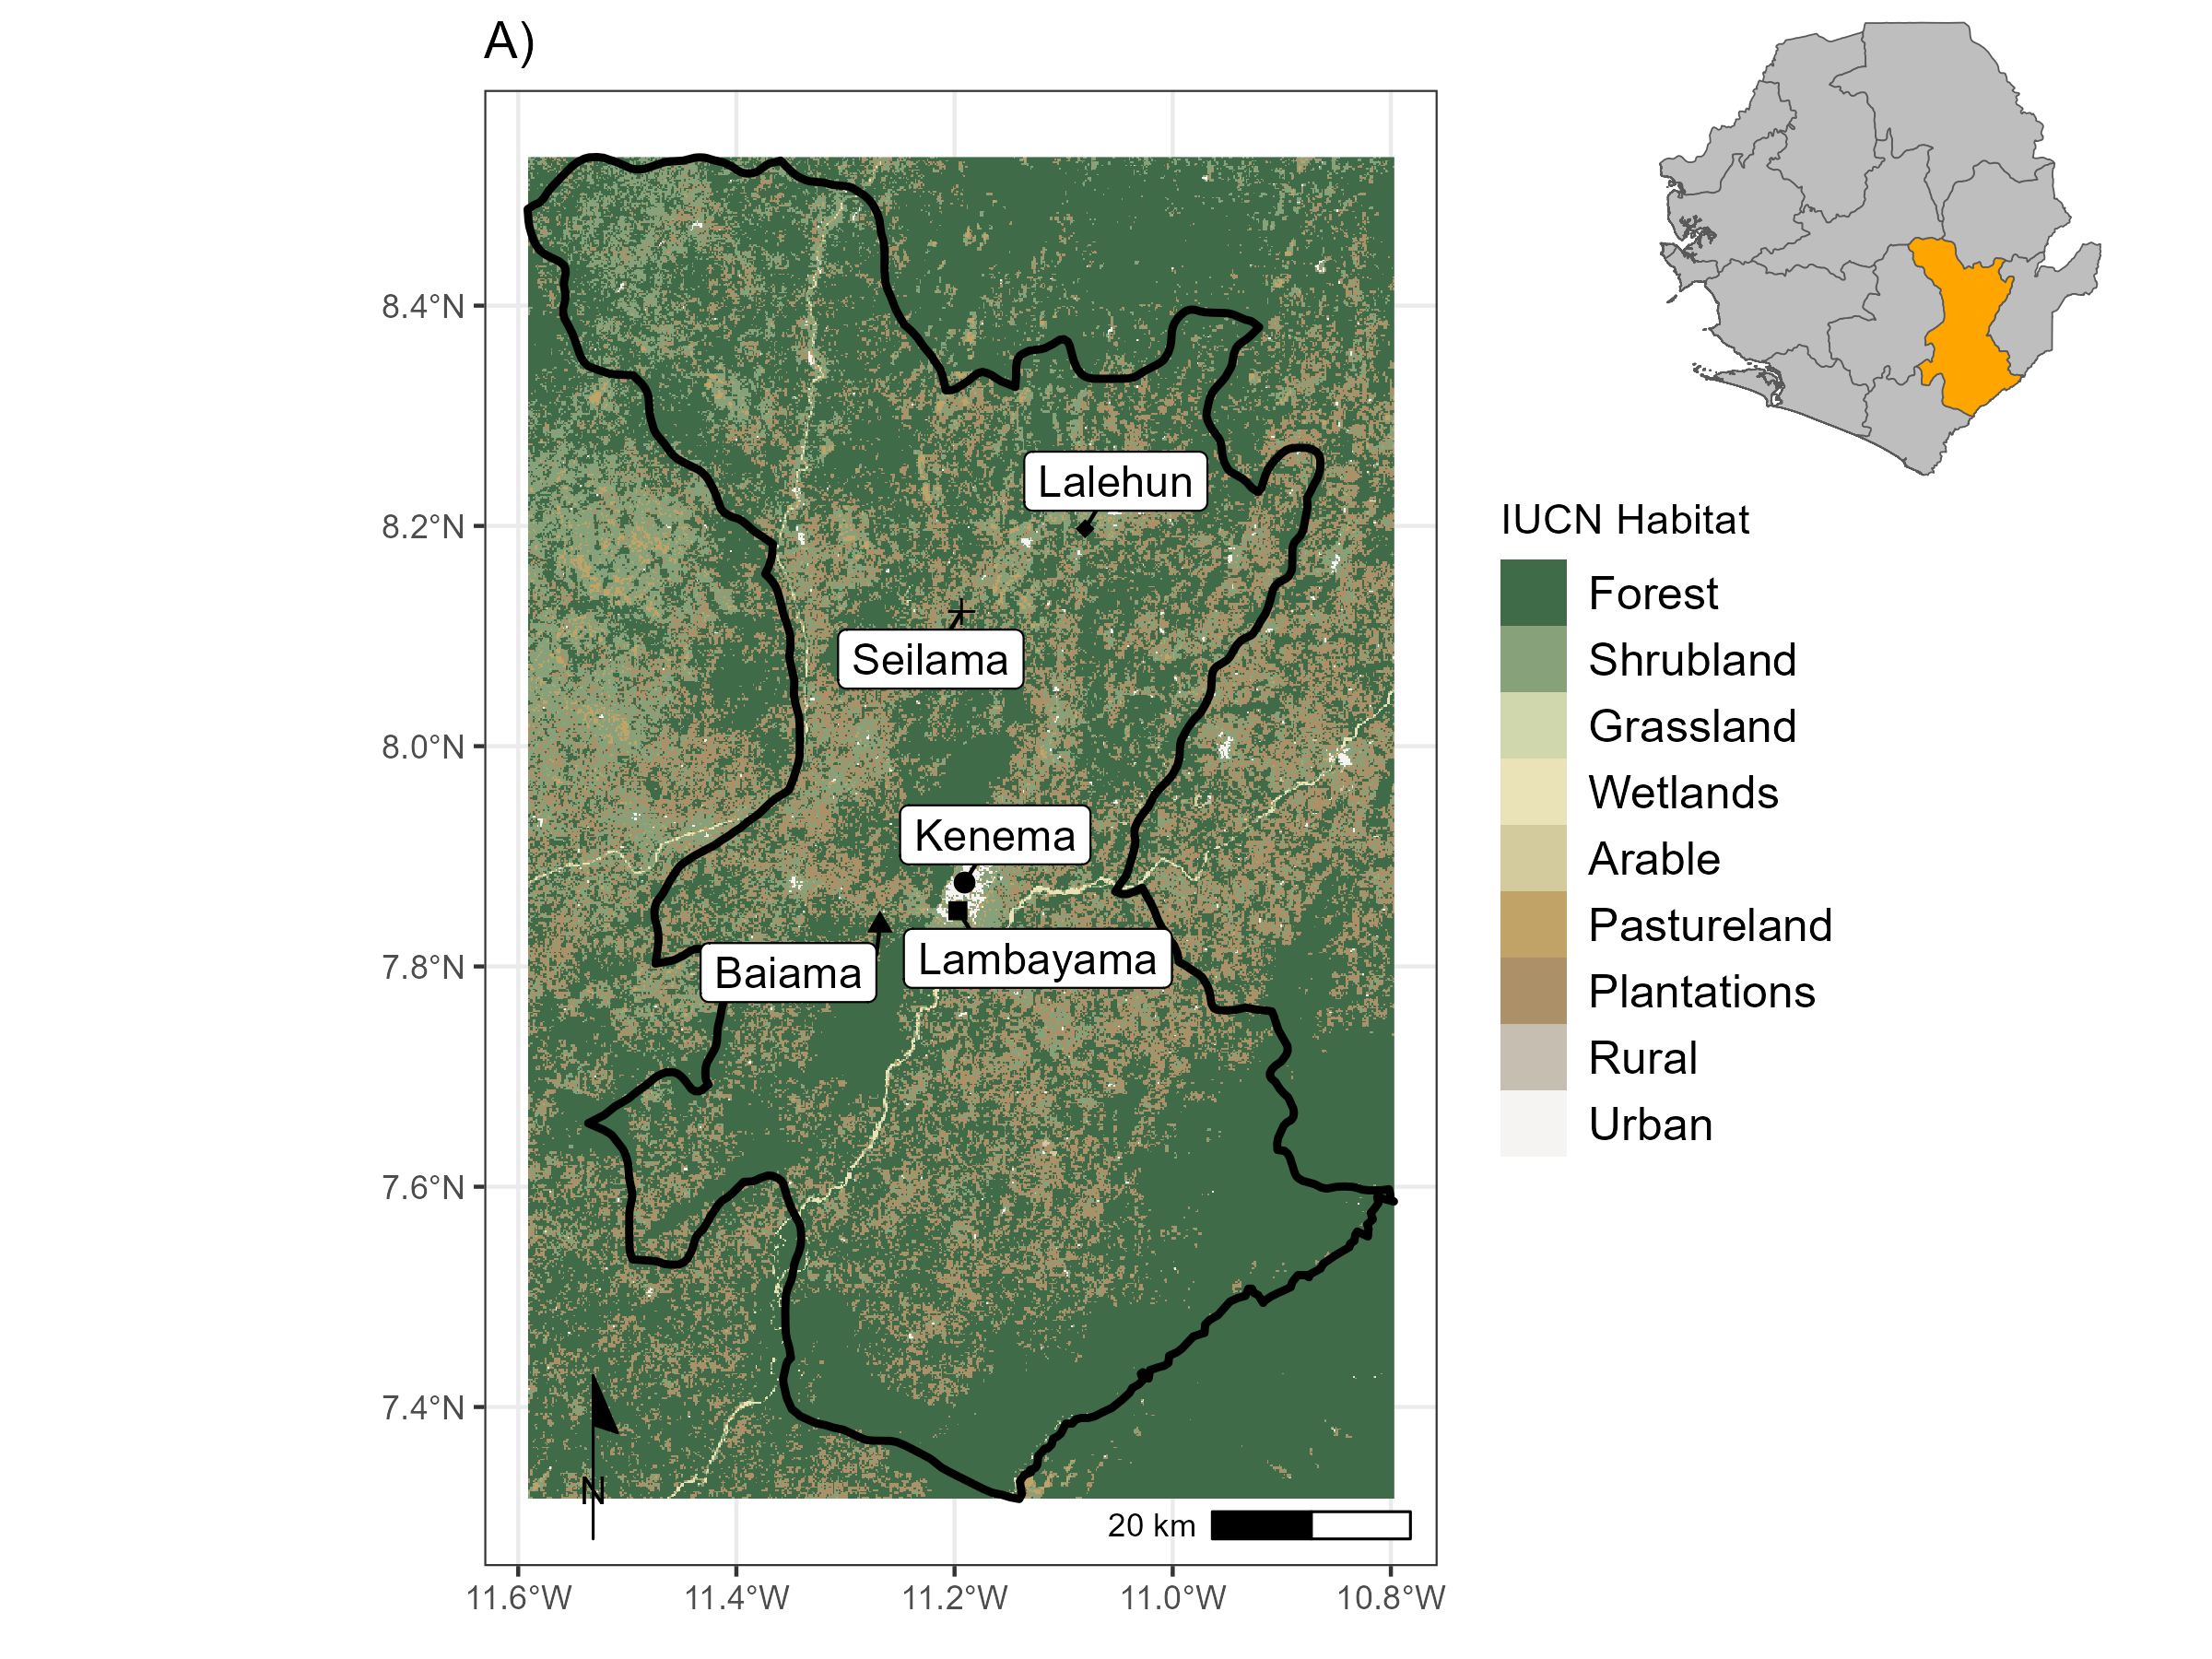 A)
8.4°N
8.2°N
8.0°N
7.8°N
7.6°N
7.4°N
11.6°W
11.4°W
11.2°W
11.0°W
10.8°W
Lalehun
Seilama
Kenema
Lambayama
Baiama
N
20 km
IUCN Habitat
Forest
Shrubland
Grassland
Wetlands
Arable
Pastureland
Plantations
Rural
Urban